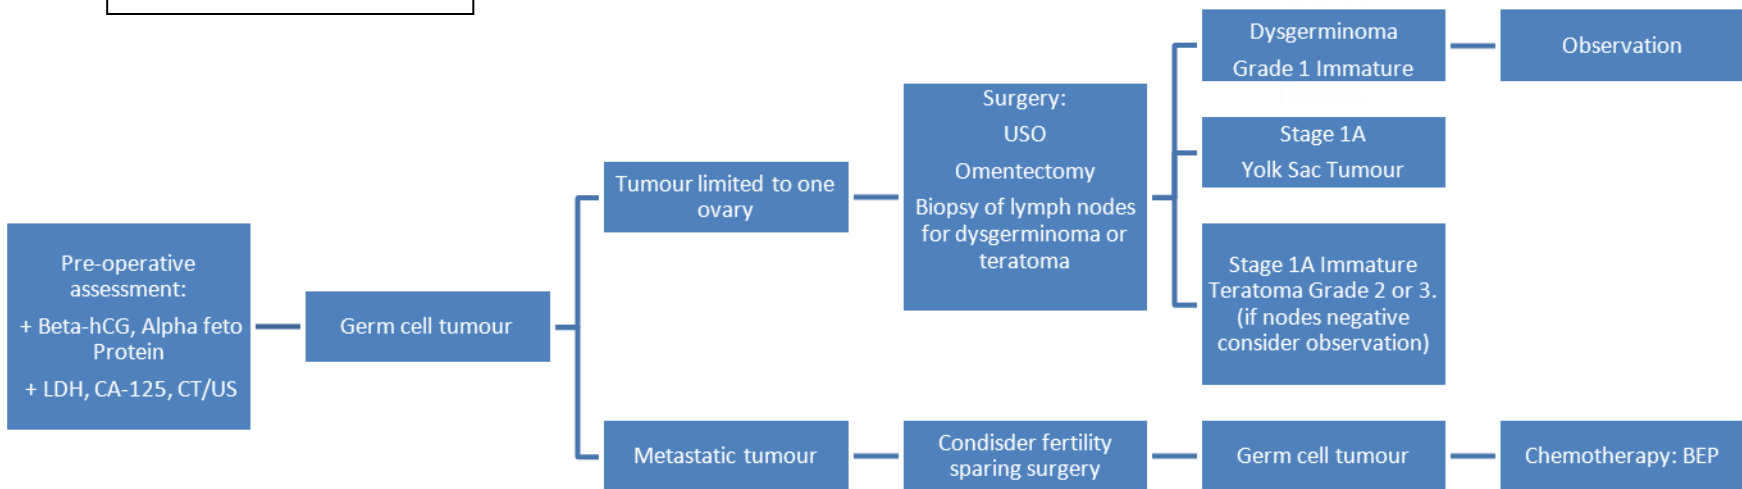 Pre-operative
assessment:
+ Beta-hCG, Alpha feto
Protein
+ LDH, CA-125, CT/US
Germ cell tumour
Tumour limited to one
ovary
Surgery:
USO
Omentectomy
Biopsy of lymph nodes
for dysgerminoma or
teratoma
Dysgerminoma
Grade 1 Immature
Observation
Stage 1A
Yolk Sac Tumour
Stage 1A Immature
Teratoma Grade 2 or 3.
(if nodes negative
consider observation)
Metastatic tumour
Condisder fertility
sparing surgery
Germ cell tumour
Chemotherapy: BEP